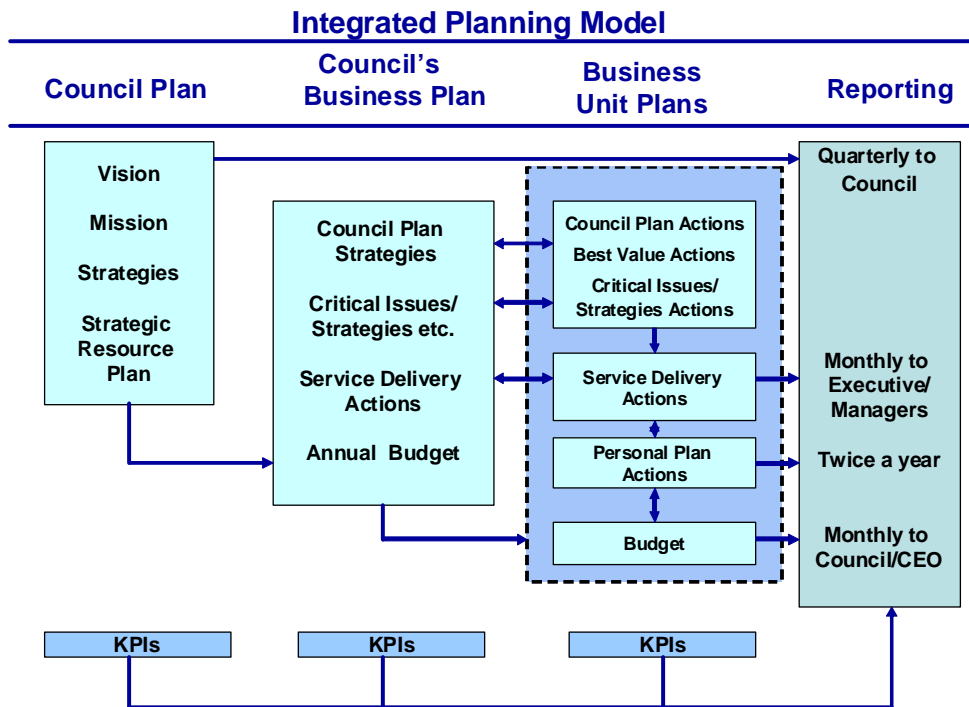 Integrated Planning Model
Council Plan
Council's
Business Plan
Business
Unit Plans
Reporting
Vision
Mission
Strategies
Strategic
Resource
Plan
Council Plan
Strategies
Critical Issues/
Strategies etc.
Service Delivery
Actions
Annual Budget
Council Plan Actions
Best Value Actions
Critical Issues/
Strategies Actions
Service Delivery
Actions
Personal Plan
Actions
Budget
Quarterly to
Council
Monthly to
Executive/
Managers
Twice a year
Monthly to
Council/CEO
KPIs
KPIs
KPIs